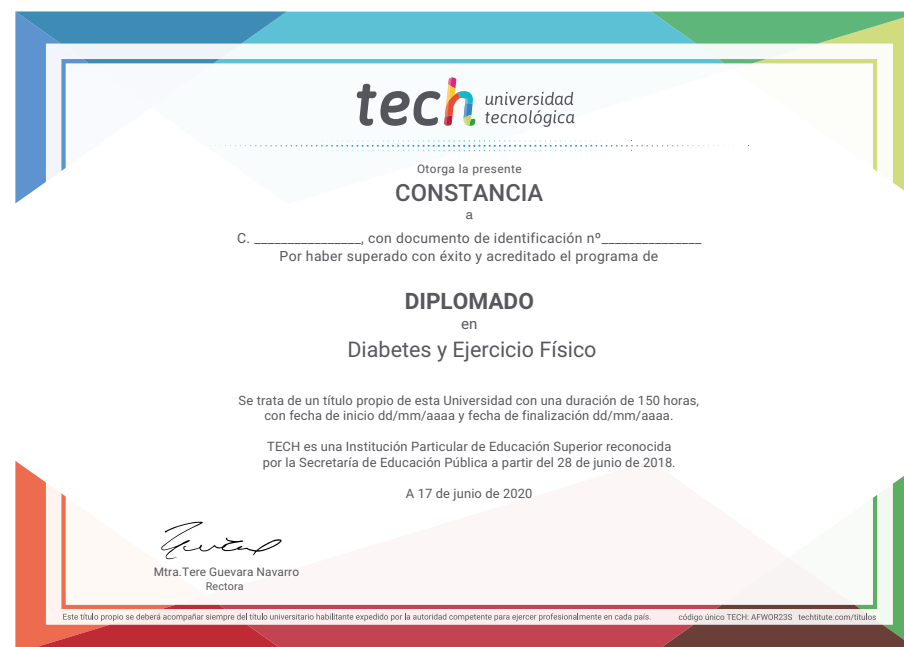 tech universidad
tecnológica
Otorga la presente
CONSTANCIA
a
C. ________________, con documento de identificación nº_______________
Por haber superado con éxito y acreditado el programa de
DIPLOMADO
en
Diabetes y Ejercicio Físico
Se trata de un título propio de esta Universidad con una duración de 150 horas,
con fecha de inicio dd/mm/aaaa y fecha de finalización dd/mm/aaaa.
TECH es una Institución Particular de Educación Superior reconocida
por la Secretaría de Educación Pública a partir del 28 de junio de 2018.
A 17 de junio de 2020
Mtra.Tere Guevara Navarro
Rectora
Este título propio se deberá acompañar siempre del título universitario habilitante expedido por la autoridad competente para ejercer profesionalmente en cada país. código único TECH: AFWOR23S techtitute.com/titulos